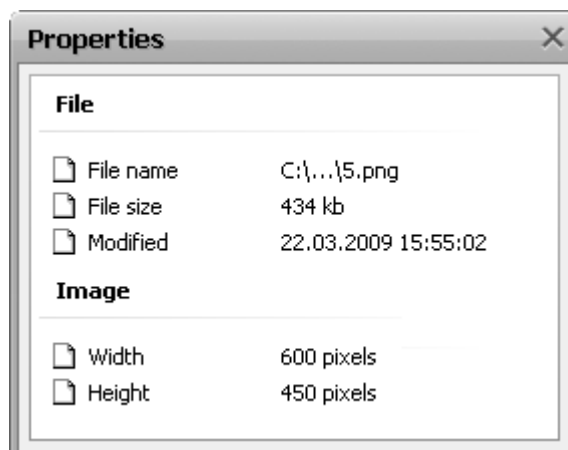 Properties
File
File name C:\...\5.png
File size 434 kb
Modified 22.03.2009 15:55:02
Image
Width 600 pixels
Height 450 pixels